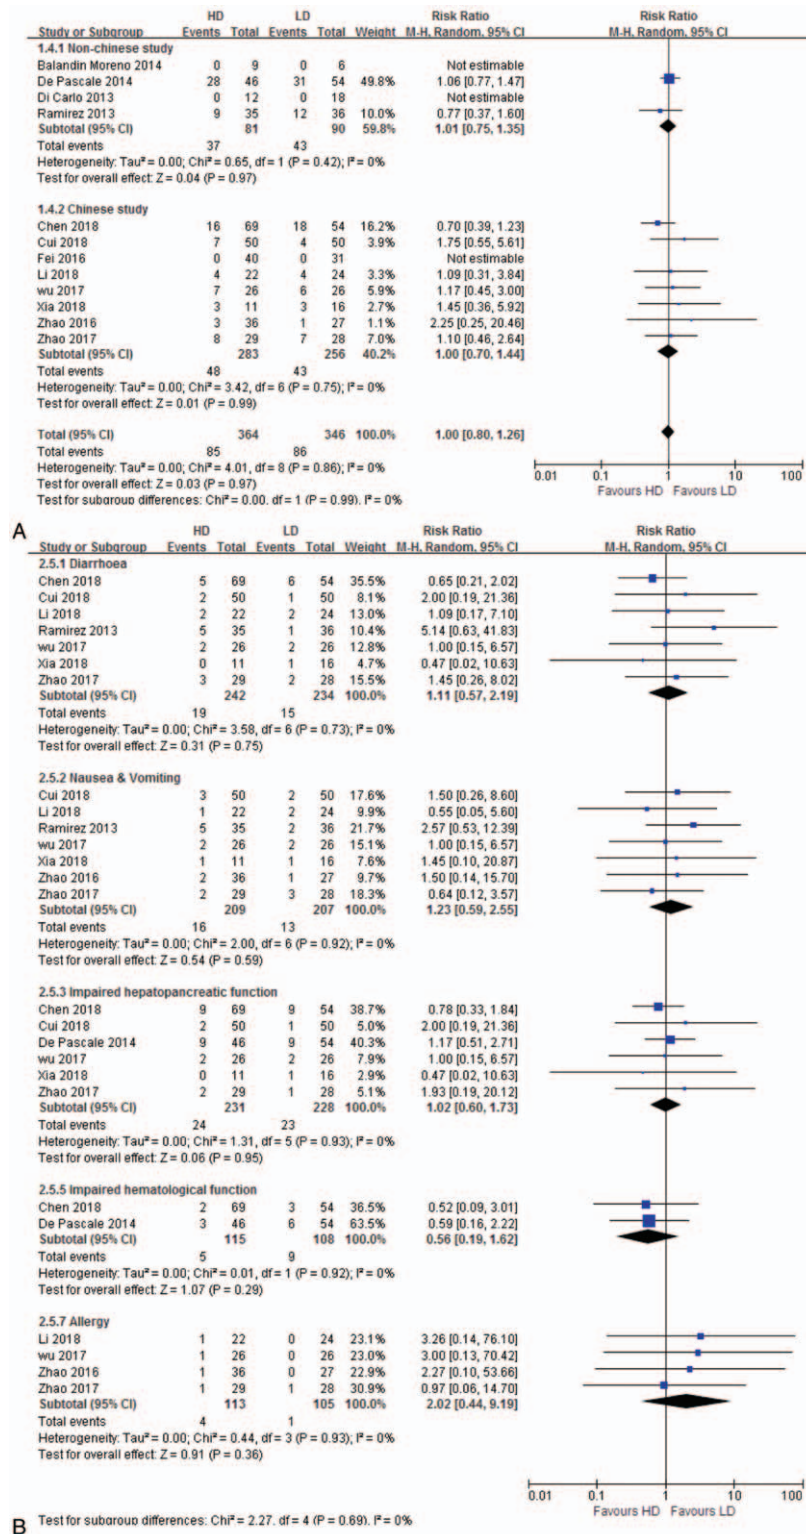 HD LD Risk Ratio Risk Ratio
Study or Subgroup Events Total Events Total Weight M-H, Random, 95% CI M-H, Random, 95% CI
1.4.1 Non-chinese study
Balandin Moreno 2014 0 9 0 6 Not estimable
De Pascale 2014 28 46 31 54 49.8% 1.06 [0.77, 1.47]
Di Carlo 2013 0 12 0 18 Not estimable
Ramirez 2013 9 35 12 36 10.0% 0.77 [0.37, 1.60]
Subtotal (95% CI) 81 90 59.8% 1.01 [0.75, 1.35]
Total events 37 43
Heterogeneity: Tau² = 0.00; Chi² = 0.65, df = 1 (P = 0.42); I² = 0%
Test for overall effect: Z = 0.04 (P = 0.97)
1.4.2 Chinese study
Chen 2018 16 69 18 54 16.2% 0.70 [0.39, 1.23]
Cui 2018 7 50 4 50 3.9% 1.75 [0.55, 5.61]
Fei 2016 0 40 0 31 Not estimable
Li 2018 4 22 4 24 3.3% 1.09 [0.31, 3.84]
wu 2017 7 26 6 26 5.9% 1.17 [0.45, 3.00]
Xia 2018 3 11 3 16 2.7% 1.45 [0.36, 5.92]
Zhao 2016 3 36 1 27 1.1% 2.25 [0.25, 20.46]
Zhao 2017 8 29 7 28 7.0% 1.10 [0.46, 2.64]
Subtotal (95% CI) 283 256 40.2% 1.00 [0.70, 1.44]
Total events 48 43
Heterogeneity: Tau² = 0.00; Chi² = 3.42, df = 6 (P = 0.75); I² = 0%
Test for overall effect: Z = 0.01 (P = 0.99)
Total (95% CI) 364 346 100.0% 1.00 [0.80, 1.26]
Total events 85 86
Heterogeneity: Tau² = 0.00; Chi² = 4.01, df = 8 (P = 0.86); I² = 0%
Test for overall effect: Z = 0.03 (P = 0.97)
Test for subgroup differences: Chi² = 0.00, df = 1 (P = 0.99), I² = 0%
0.01 0.1 1 10 100
Favours HD Favours LD
A
HD LD Risk Ratio Risk Ratio
Study or Subgroup Events Total Events Total Weight M-H, Random, 95% CI M-H, Random, 95% CI
2.5.1 Diarrhoea
Chen 2018 5 69 6 54 35.5% 0.65 [0.21, 2.02]
Cui 2018 2 50 1 50 8.1% 2.00 [0.19, 21.36]
Li 2018 2 22 2 24 13.0% 1.09 [0.17, 7.10]
Ramirez 2013 5 35 1 36 10.4% 5.14 [0.63, 41.83]
wu 2017 2 26 2 26 12.8% 1.00 [0.15, 6.57]
Xia 2018 0 11 1 16 4.7% 0.47 [0.02, 10.63]
Zhao 2017 3 29 2 28 15.5% 1.45 [0.26, 8.02]
Subtotal (95% CI) 242 234 100.0% 1.11 [0.57, 2.19]
Total events 19 15
Heterogeneity: Tau² = 0.00; Chi² = 3.58, df = 6 (P = 0.73); I² = 0%
Test for overall effect: Z = 0.31 (P = 0.75)
2.5.2 Nausea & Vomiting
Cui 2018 3 50 2 50 17.6% 1.50 [0.26, 8.60]
Li 2018 1 22 2 24 9.9% 0.55 [0.05, 5.60]
Ramirez 2013 5 35 2 36 21.7% 2.57 [0.53, 12.39]
wu 2017 2 26 2 26 15.1% 1.00 [0.15, 6.57]
Xia 2018 1 11 1 16 7.6% 1.45 [0.10, 20.87]
Zhao 2016 2 36 1 27 9.7% 1.50 [0.14, 15.70]
Zhao 2017 2 29 3 28 18.3% 0.64 [0.12, 3.57]
Subtotal (95% CI) 209 207 100.0% 1.23 [0.59, 2.55]
Total events 16 13
Heterogeneity: Tau² = 0.00; Chi² = 2.00, df = 6 (P = 0.92); I² = 0%
Test for overall effect: Z = 0.54 (P = 0.59)
2.5.3 Impaired hepatopancreatic function
Chen 2018 9 69 9 54 38.7% 0.78 [0.33, 1.84]
Cui 2018 2 50 1 50 5.0% 2.00 [0.19, 21.36]
De Pascale 2014 9 46 9 54 40.3% 1.17 [0.51, 2.71]
wu 2017 2 26 2 26 7.9% 1.00 [0.15, 6.57]
Xia 2018 0 11 1 16 2.9% 0.47 [0.02, 10.63]
Zhao 2017 2 29 1 28 5.1% 1.93 [0.19, 20.12]
Subtotal (95% CI) 231 228 100.0% 1.02 [0.60, 1.73]
Total events 24 23
Heterogeneity: Tau² = 0.00; Chi² = 1.31, df = 5 (P = 0.93); I² = 0%
Test for overall effect: Z = 0.06 (P = 0.95)
2.5.5 Impaired hematological function
Chen 2018 2 69 3 54 36.5% 0.52 [0.09, 3.01]
De Pascale 2014 3 46 6 54 63.5% 0.59 [0.16, 2.22]
Subtotal (95% CI) 115 108 100.0% 0.56 [0.19, 1.62]
Total events 5 9
Heterogeneity: Tau² = 0.00; Chi² = 0.01, df = 1 (P = 0.92); I² = 0%
Test for overall effect: Z = 1.07 (P = 0.29)
2.5.7 Allergy
Li 2018 1 22 0 24 23.1% 3.26 [0.14, 76.10]
wu 2017 1 26 0 26 23.0% 3.00 [0.13, 70.42]
Zhao 2016 1 36 0 27 22.9% 2.27 [0.10, 53.66]
Zhao 2017 1 29 1 28 30.9% 0.97 [0.06, 14.70]
Subtotal (95% CI) 113 105 100.0% 2.02 [0.44, 9.19]
Total events 4 1
Heterogeneity: Tau² = 0.00; Chi² = 0.44, df = 3 (P = 0.93); I² = 0%
Test for overall effect: Z = 0.91 (P = 0.36)
0.01 0.1 1 10 100
Favours HD Favours LD
B Test for subgroup differences: Chi² = 2.27, df = 4 (P = 0.69), I² = 0%